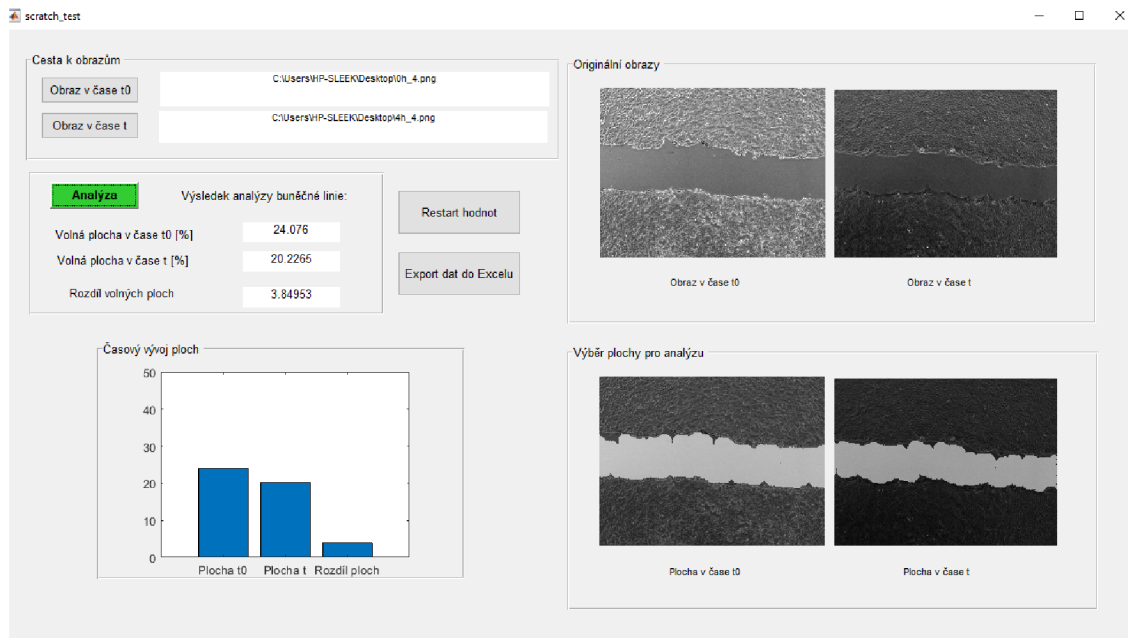 scratch_test
Cesta k obrazům
Obraz v čase t0
C:\Users\HP-SLEEK\Desktop\0h_4.png
Obraz v čase t
C:\Users\HP-SLEEK\Desktop\4h_4.png
Analýza
Výsledek analýzy buněčné linie:
Volná plocha v čase t0 [%]
24.076
Volná plocha v čase t [%]
20.2265
Rozdíl volných ploch
3.84953
Restart hodnot
Export dat do Excelu
Časový vývoj ploch
50
40
30
20
10
0
Plocha t0 Plocha t Rozdíl ploch
Originální obrazy
Obraz v čase t0
Obraz v čase t
Výběr plochy pro analýzu
Plocha v čase t0
Plocha v čase t